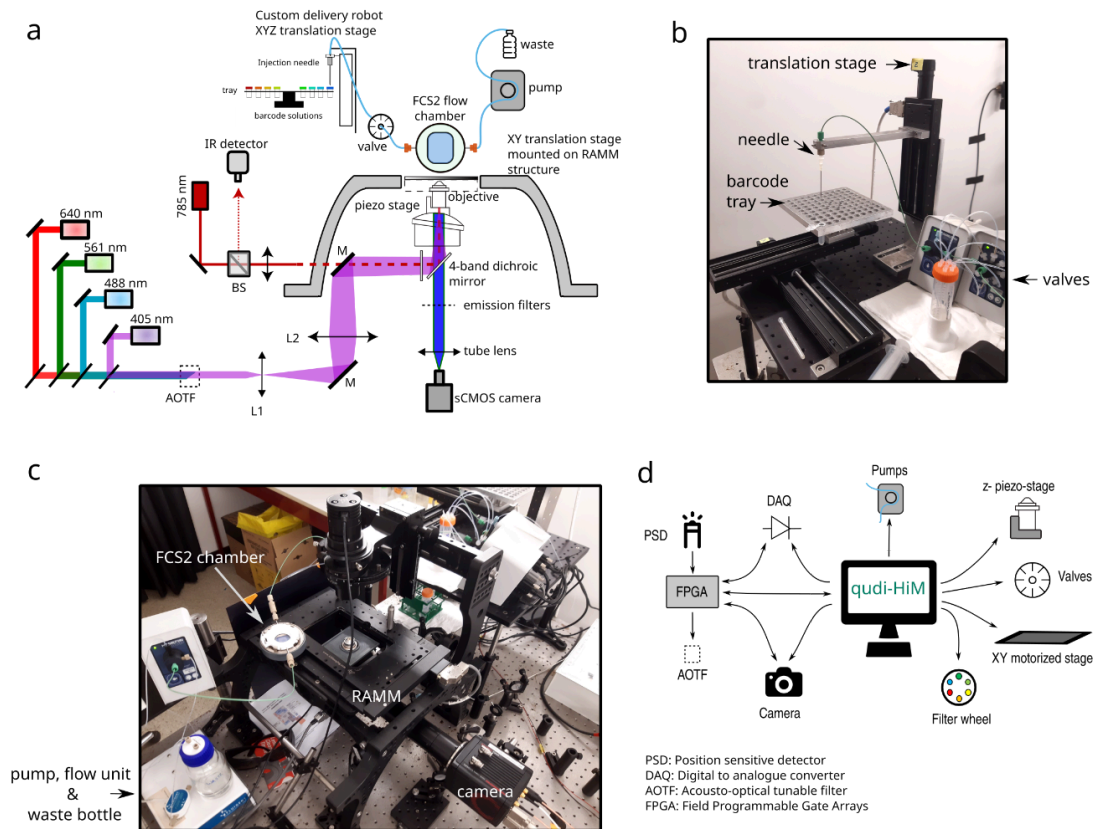 a
Custom delivery robot
XYZ translation stage
Injection needle
tray
barcode solutions
waste
pump
FCS2 flow
chamber
valve
XY translation stage
mounted on RAMM
structure
IR detector
785 nm
piezo stage
objective
640 nm
561 nm
488 nm
405 nm
BS
M
4-band dichroic
mirror
emission filters
L2
tube lens
M
AOTF
L1
sCMOS camera
b
translation stage
needle
barcode
tray
valves
c
FCS2 chamber
RAMM
camera
pump, flow unit
&
waste bottle
d
Pumps
z- piezo-stage
DAQ
PSD
FPGA
qudi-HiM
Valves
AOTF
XY motorized stage
Camera
Filter wheel
PSD: Position sensitive detector
DAQ: Digital to analogue converter
AOTF: Acousto-optical tunable filter
FPGA: Field Programmable Gate Arrays